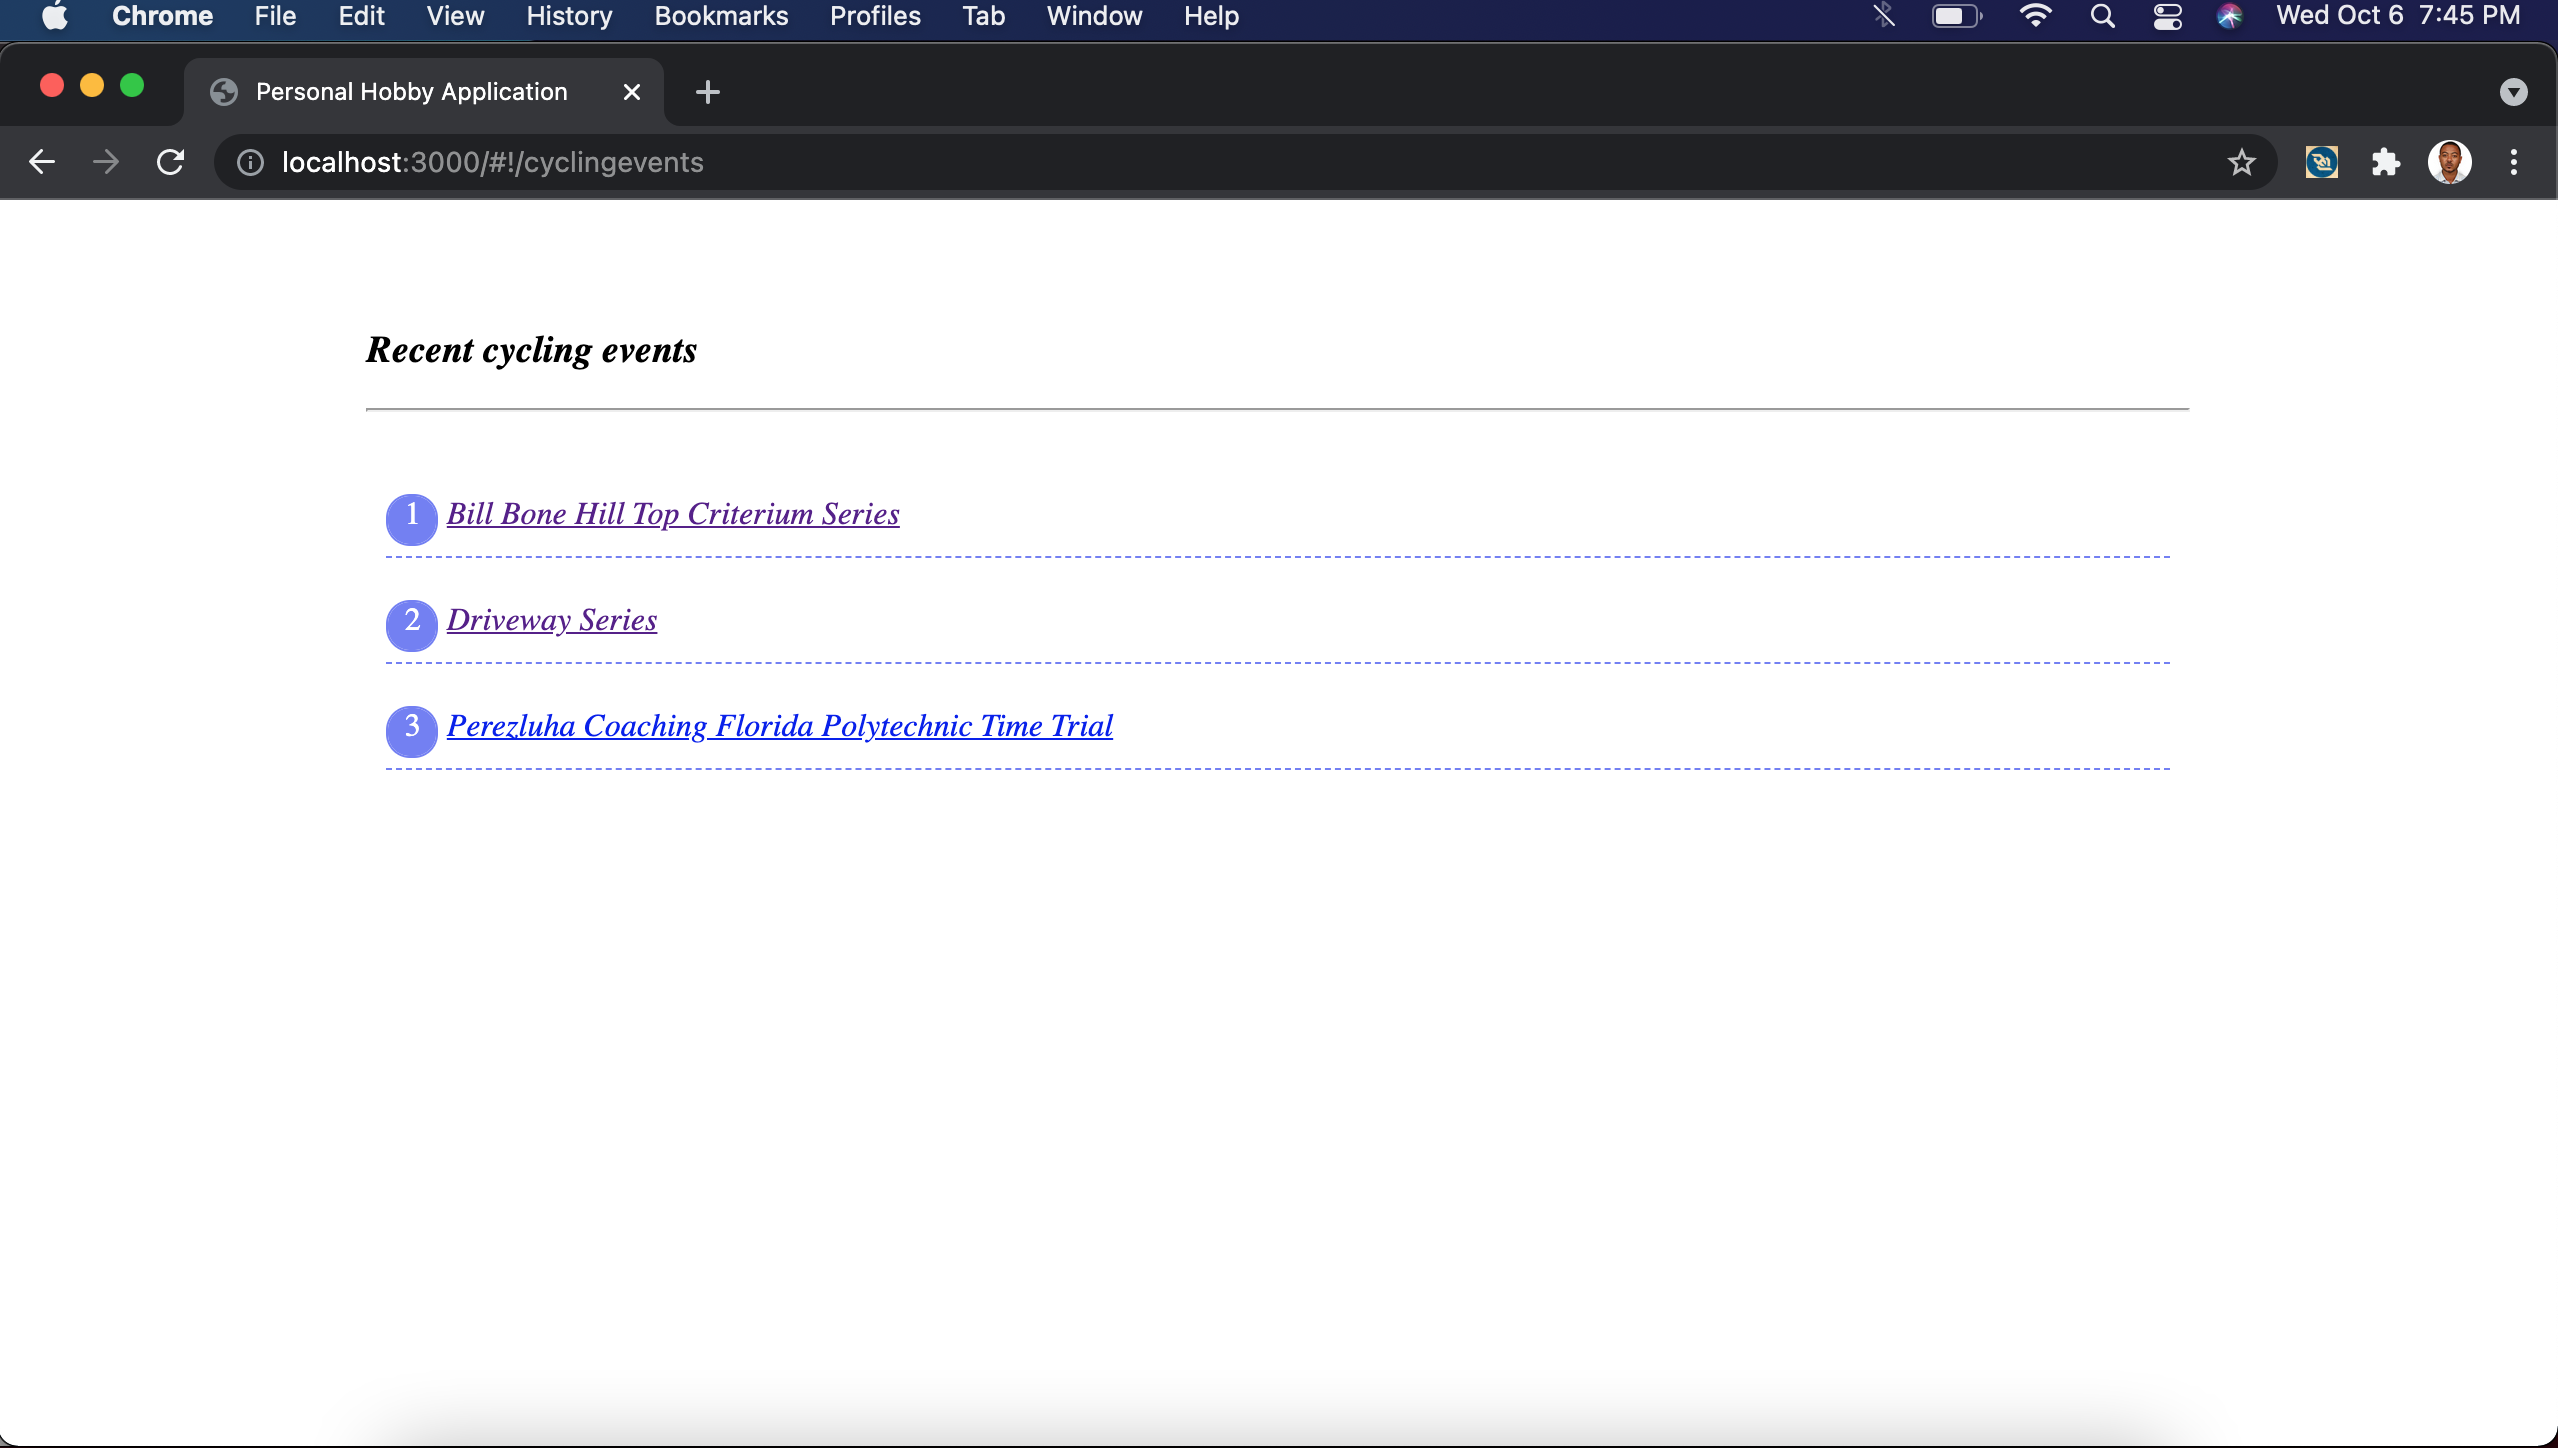 Chrome File Edit View History Bookmarks Profiles Tab Window Help Wed Oct 6 7:45 PM
Personal Hobby Application
localhost:3000/#!/cyclingevents
Recent cycling events
1 Bill Bone Hill Top Criterium Series
2 Driveway Series
3 Perezluha Coaching Florida Polytechnic Time Trial